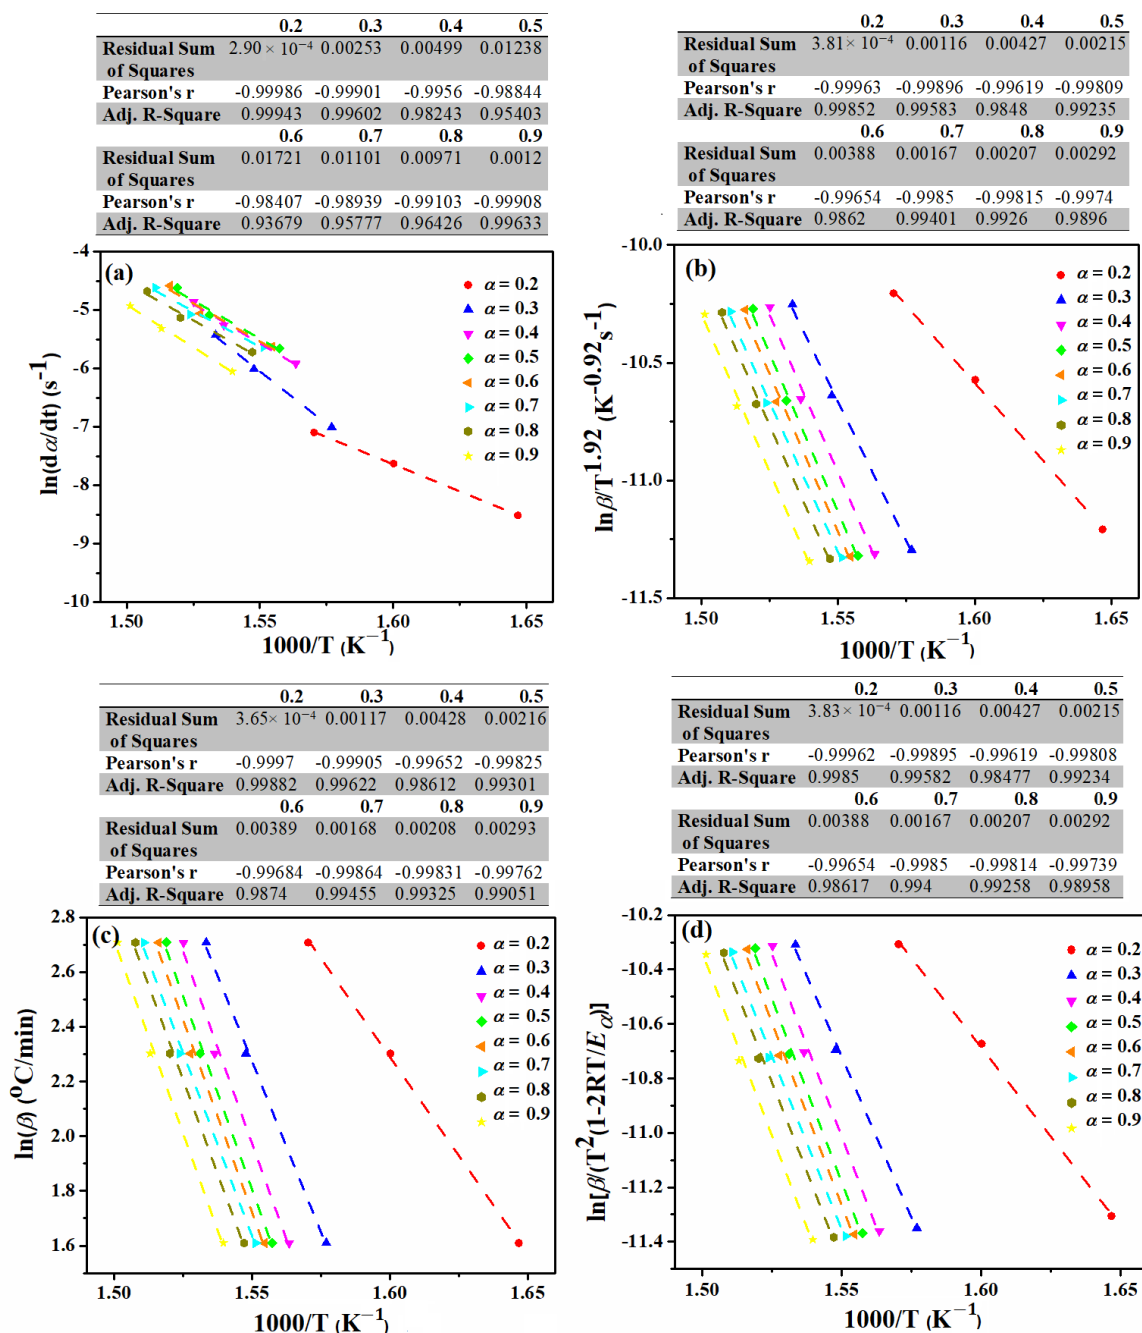 0.2 0.3 0.4 0.5
Residual Sum of Squares 2.90 × 10⁻⁴ 0.00253 0.00499 0.01238
Pearson's r -0.99986 -0.99901 -0.9956 -0.98844
Adj. R-Square 0.99943 0.99602 0.98243 0.95403
0.6 0.7 0.8 0.9
Residual Sum of Squares 0.01721 0.01101 0.00971 0.0012
Pearson's r -0.98407 -0.98939 -0.99103 -0.99908
Adj. R-Square 0.93679 0.95777 0.96426 0.99633
(a)
α = 0.2
α = 0.3
α = 0.4
α = 0.5
α = 0.6
α = 0.7
α = 0.8
α = 0.9
ln(dα/dt) (s⁻¹)
-4
-5
-6
-7
-8
-9
-10
1.50 1.55 1.60 1.65
1000/T (K⁻¹)
0.2 0.3 0.4 0.5
Residual Sum of Squares 3.81× 10⁻⁴ 0.00116 0.00427 0.00215
Pearson's r -0.99963 -0.99896 -0.99619 -0.99809
Adj. R-Square 0.99852 0.99583 0.9848 0.99235
0.6 0.7 0.8 0.9
Residual Sum of Squares 0.00388 0.00167 0.00207 0.00292
Pearson's r -0.99654 -0.9985 -0.99815 -0.9974
Adj. R-Square 0.9862 0.99401 0.9926 0.9896
(b)
α = 0.2
α = 0.3
α = 0.4
α = 0.5
α = 0.6
α = 0.7
α = 0.8
α = 0.9
lnβ/T¹·⁹² (K⁻⁰·⁹²s⁻¹)
-10.0
-10.5
-11.0
-11.5
1.50 1.55 1.60 1.65
1000/T (K⁻¹)
0.2 0.3 0.4 0.5
Residual Sum of Squares 3.65× 10⁻⁴ 0.00117 0.00428 0.00216
Pearson's r -0.9997 -0.99905 -0.99652 -0.99825
Adj. R-Square 0.99882 0.99622 0.98612 0.99301
0.6 0.7 0.8 0.9
Residual Sum of Squares 0.00389 0.00168 0.00208 0.00293
Pearson's r -0.99684 -0.99864 -0.99831 -0.99762
Adj. R-Square 0.9874 0.99455 0.99325 0.99051
(c)
α = 0.2
α = 0.3
α = 0.4
α = 0.5
α = 0.6
α = 0.7
α = 0.8
α = 0.9
ln(β) (⁰C/min)
2.8
2.6
2.4
2.2
2.0
1.8
1.6
1.50 1.55 1.60 1.65
1000/T (K⁻¹)
0.2 0.3 0.4 0.5
Residual Sum of Squares 3.83× 10⁻⁴ 0.00116 0.00427 0.00215
Pearson's r -0.99962 -0.99895 -0.99619 -0.99808
Adj. R-Square 0.9985 0.99582 0.98477 0.99234
0.6 0.7 0.8 0.9
Residual Sum of Squares 0.00388 0.00167 0.00207 0.00292
Pearson's r -0.99654 -0.9985 -0.99814 -0.99739
Adj. R-Square 0.98617 0.994 0.99258 0.98958
(d)
α = 0.2
α = 0.3
α = 0.4
α = 0.5
α = 0.6
α = 0.7
α = 0.8
α = 0.9
ln[β/(T²(1-2RT/Eα)]
-10.2
-10.4
-10.6
-10.8
-11.0
-11.2
-11.4
1.50 1.55 1.60 1.65
1000/T (K⁻¹)